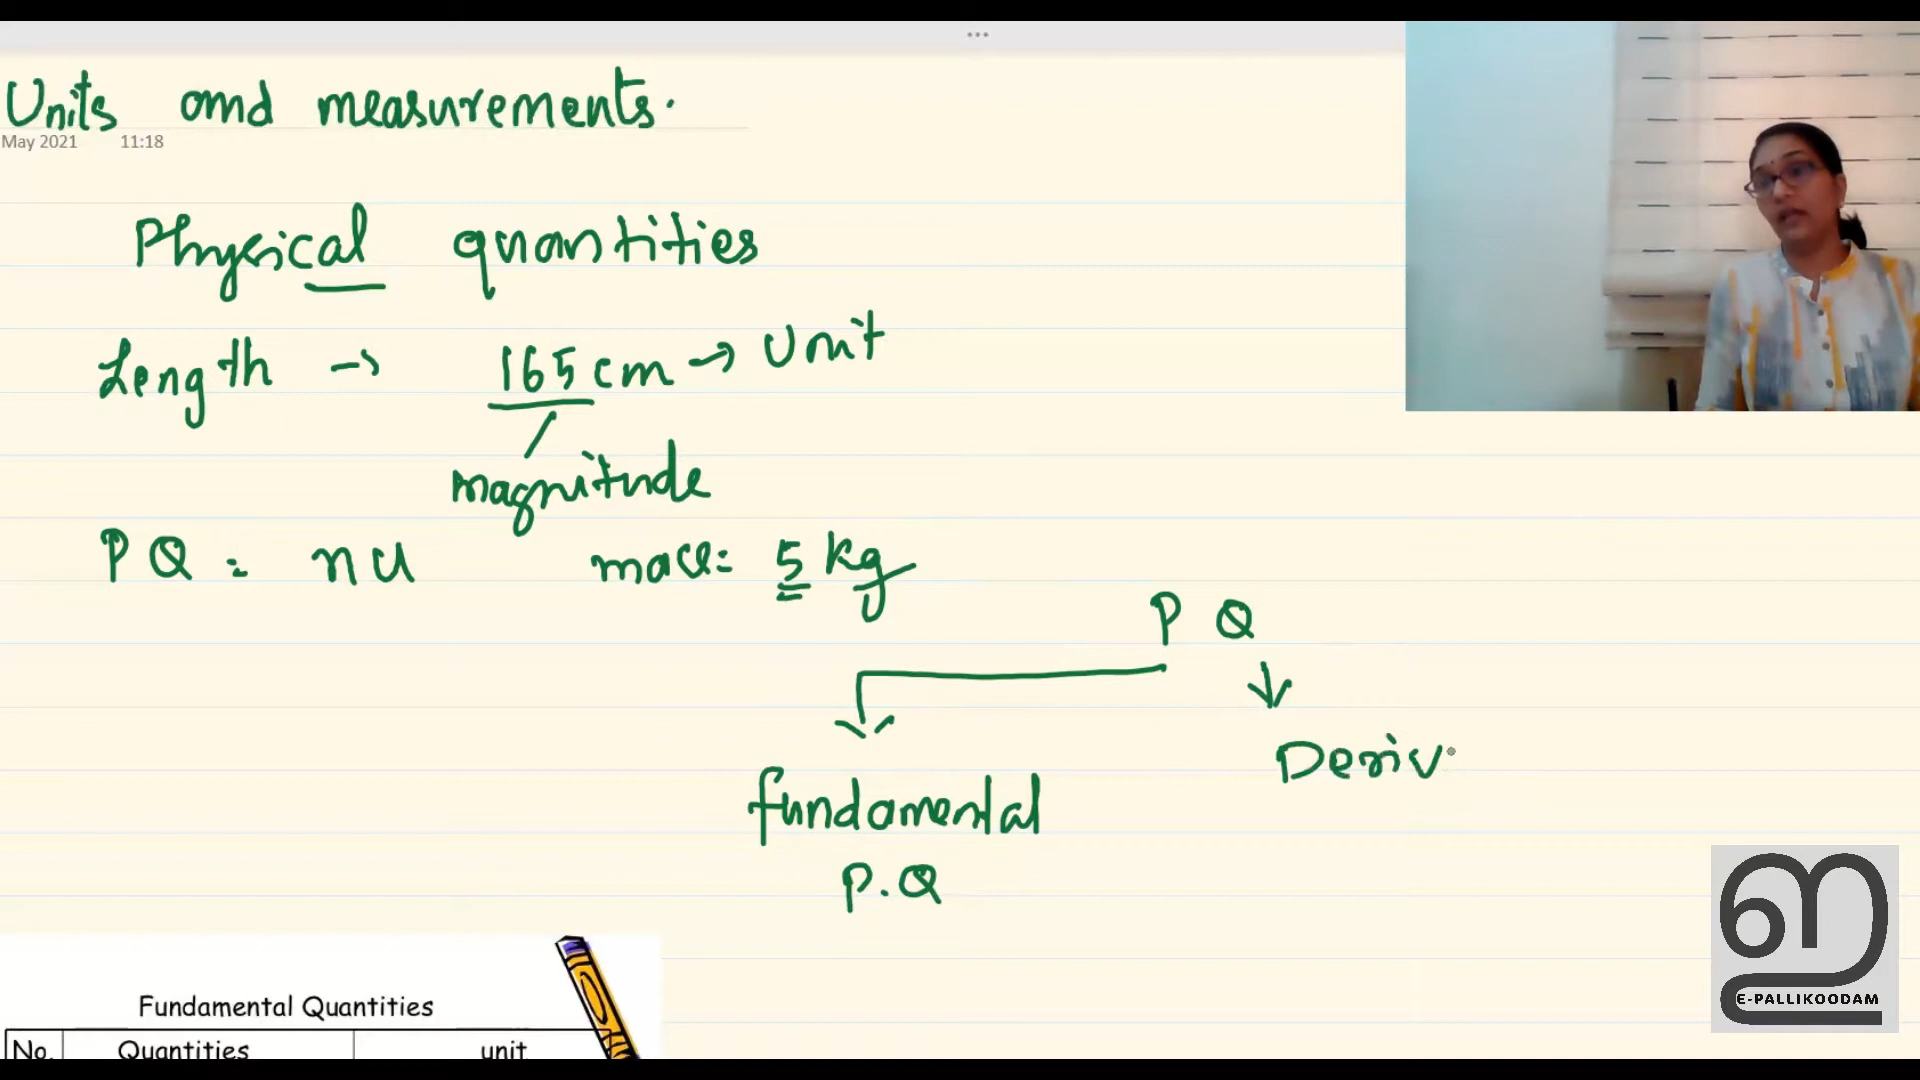 Units and measurements.
May 2021 11:18
Physical quantities
Length → 165 cm → Unit
magnitude
PQ = nu mass = 5 kg
P Q
fundamental
P.Q
Deriv
Fundamental Quantities
No. Quantities unit
E-PALLIKOODAM